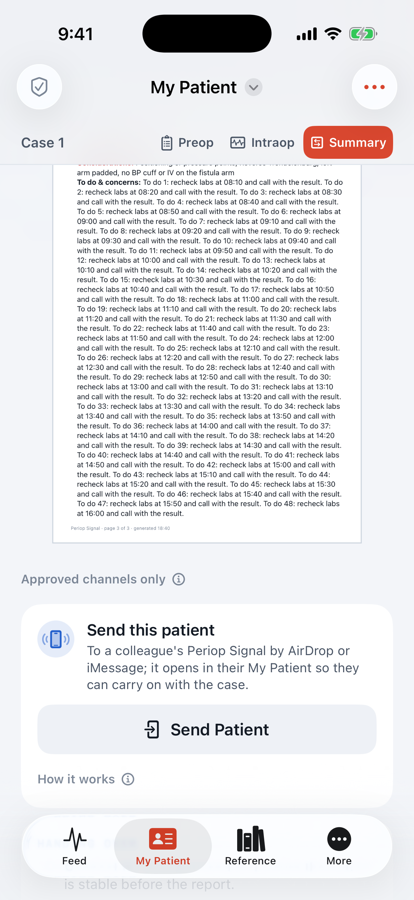 9:41
My Patient
Case 1
Preop
Intraop
Summary
arm padded, no BP cuff or IV on the fistula arm
To do & concerns: To do 1: recheck labs at 08:10 and call with the result. To do
2: recheck labs at 08:20 and call with the result. To do 3: recheck labs at 08:30
and call with the result. To do 4: recheck labs at 08:40 and call with the result.
To do 5: recheck labs at 08:50 and call with the result. To do 6: recheck labs at
09:00 and call with the result. To do 7: recheck labs at 09:10 and call with the
result. To do 8: recheck labs at 09:20 and call with the result. To do 9: recheck
labs at 09:30 and call with the result. To do 10: recheck labs at 09:40 and call
with the result. To do 11: recheck labs at 09:50 and call with the result. To do
12: recheck labs at 10:00 and call with the result. To do 13: recheck labs at
10:10 and call with the result. To do 14: recheck labs at 10:20 and call with the
result. To do 15: recheck labs at 10:30 and call with the result. To do 16:
recheck labs at 10:40 and call with the result. To do 17: recheck labs at 10:50
and call with the result. To do 18: recheck labs at 11:00 and call with the
result. To do 19: recheck labs at 11:10 and call with the result. To do 20: recheck labs
at 11:20 and call with the result. To do 21: recheck labs at 11:30 and call with
the result. To do 22: recheck labs at 11:40 and call with the result. To do 23:
recheck labs at 11:50 and call with the result. To do 24: recheck labs at 12:00
and call with the result. To do 25: recheck labs at 12:10 and call with the result.
To do 26: recheck labs at 12:20 and call with the result. To do 27: recheck labs
at 12:30 and call with the result. To do 28: recheck labs at 12:40 and call with
the result. To do 29: recheck labs at 12:50 and call with the result. To do 30:
recheck labs at 13:00 and call with the result. To do 31: recheck labs at 13:10
and call with the result. To do 32: recheck labs at 13:20 and call with the result.
To do 33: recheck labs at 13:30 and call with the result. To do 34: recheck labs
at 13:40 and call with the result. To do 35: recheck labs at 13:50 and call with
the result. To do 36: recheck labs at 14:00 and call with the result. To do 37:
recheck labs at 14:10 and call with the result. To do 38: recheck labs at 14:20
and call with the result. To do 39: recheck labs at 14:30 and call with the result.
To do 40: recheck labs at 14:40 and call with the result. To do 41: recheck labs at
14:50 and call with the result. To do 42: recheck labs at 15:00 and call with
the result. To do 43: recheck labs at 15:10 and call with the result. To do 44:
recheck labs at 15:20 and call with the result. To do 45: recheck labs at 15:30
and call with the result. To do 46: recheck labs at 15:40 and call with the result.
To do 47: recheck labs at 15:50 and call with the result. To do 48: recheck labs
at 16:00 and call with the result.
Periop Signal · page 3 of 3 · generated 18:40
Approved channels only
Send this patient
To a colleague's Periop Signal by AirDrop or
iMessage; it opens in their My Patient so they
can carry on with the case.
Send Patient
How it works
Feed
My Patient
Reference
More
is stable before the report.